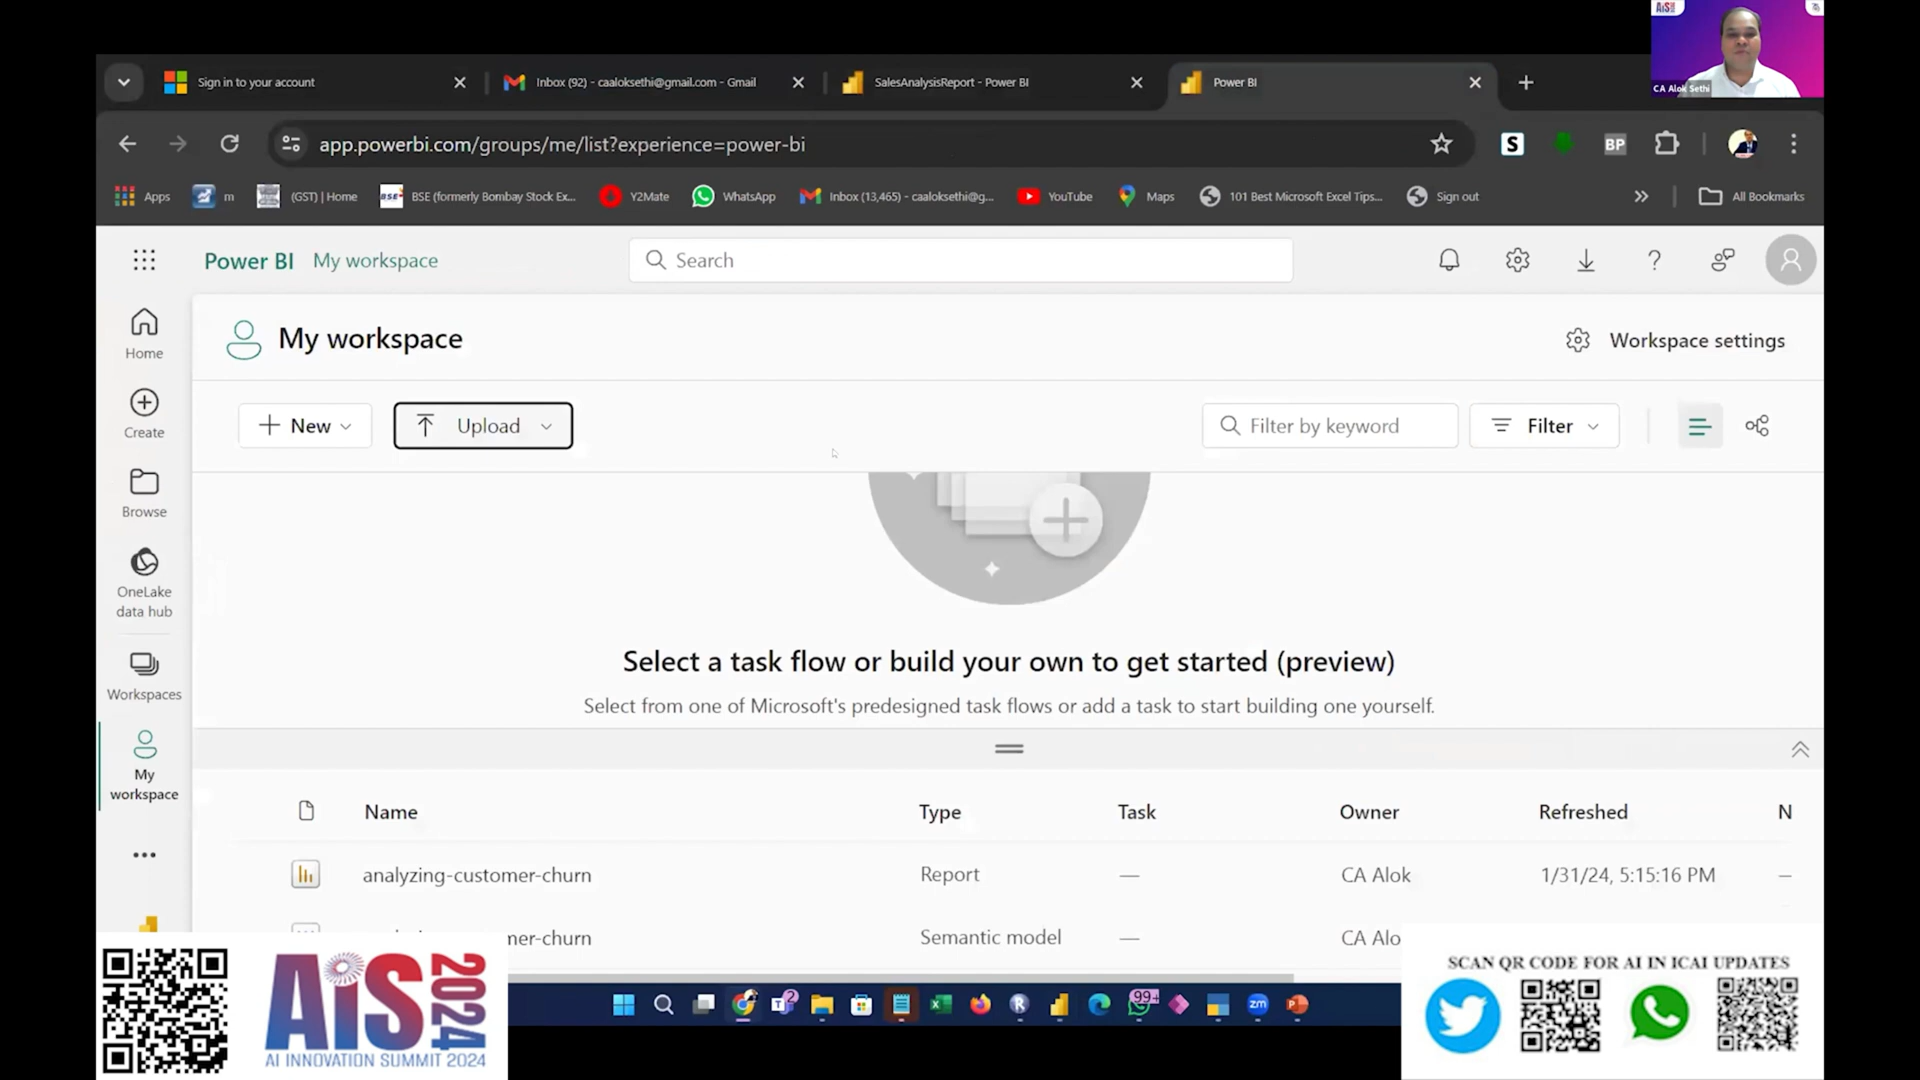 AiS
CA Alok Sethi
Sign in to your account
Inbox (92) - caaloksethi@gmail.com - Gmail
SalesAnalysisReport - Power BI
Power BI
app.powerbi.com/groups/me/list?experience=power-bi
S
BP
Apps
m
(GST) | Home
BSE
BSE (formerly Bombay Stock Ex...
Y2Mate
WhatsApp
Inbox (13,465) - caaloksethi@g...
YouTube
Maps
101 Best Microsoft Excel Tips...
Sign out
All Bookmarks
Power BI My workspace
Search
Home
Create
Browse
OneLake
data hub
Workspaces
My
workspace
My workspace
Workspace settings
New
Upload
Filter by keyword
Filter
Select a task flow or build your own to get started (preview)
Select from one of Microsoft's predesigned task flows or add a task to start building one yourself.
Name Type Task Owner Refreshed N
analyzing-customer-churn Report — CA Alok 1/31/24, 5:15:16 PM —
mer-churn Semantic model — CA Alo
AiS 2024
AI INNOVATION SUMMIT 2024
2
99+
R
zm
SCAN QR CODE FOR AI IN ICAI UPDATES